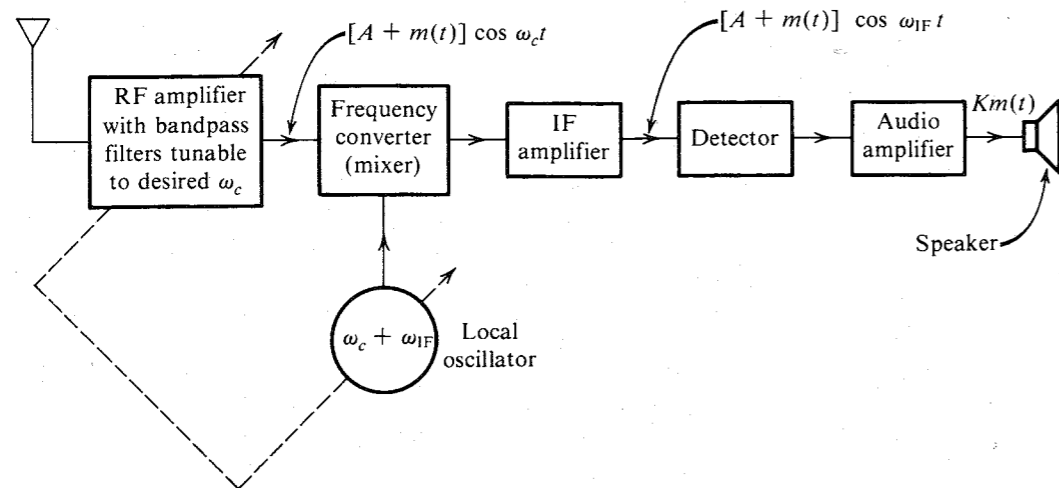 [A + m(t)] cos ω_c t
[A + m(t)] cos ω_IF t
RF amplifier
with bandpass
filters tunable
to desired ω_c
Frequency
converter
(mixer)
IF
amplifier
Detector
Audio
amplifier
Km(t)
Speaker
ω_c + ω_IF
Local
oscillator